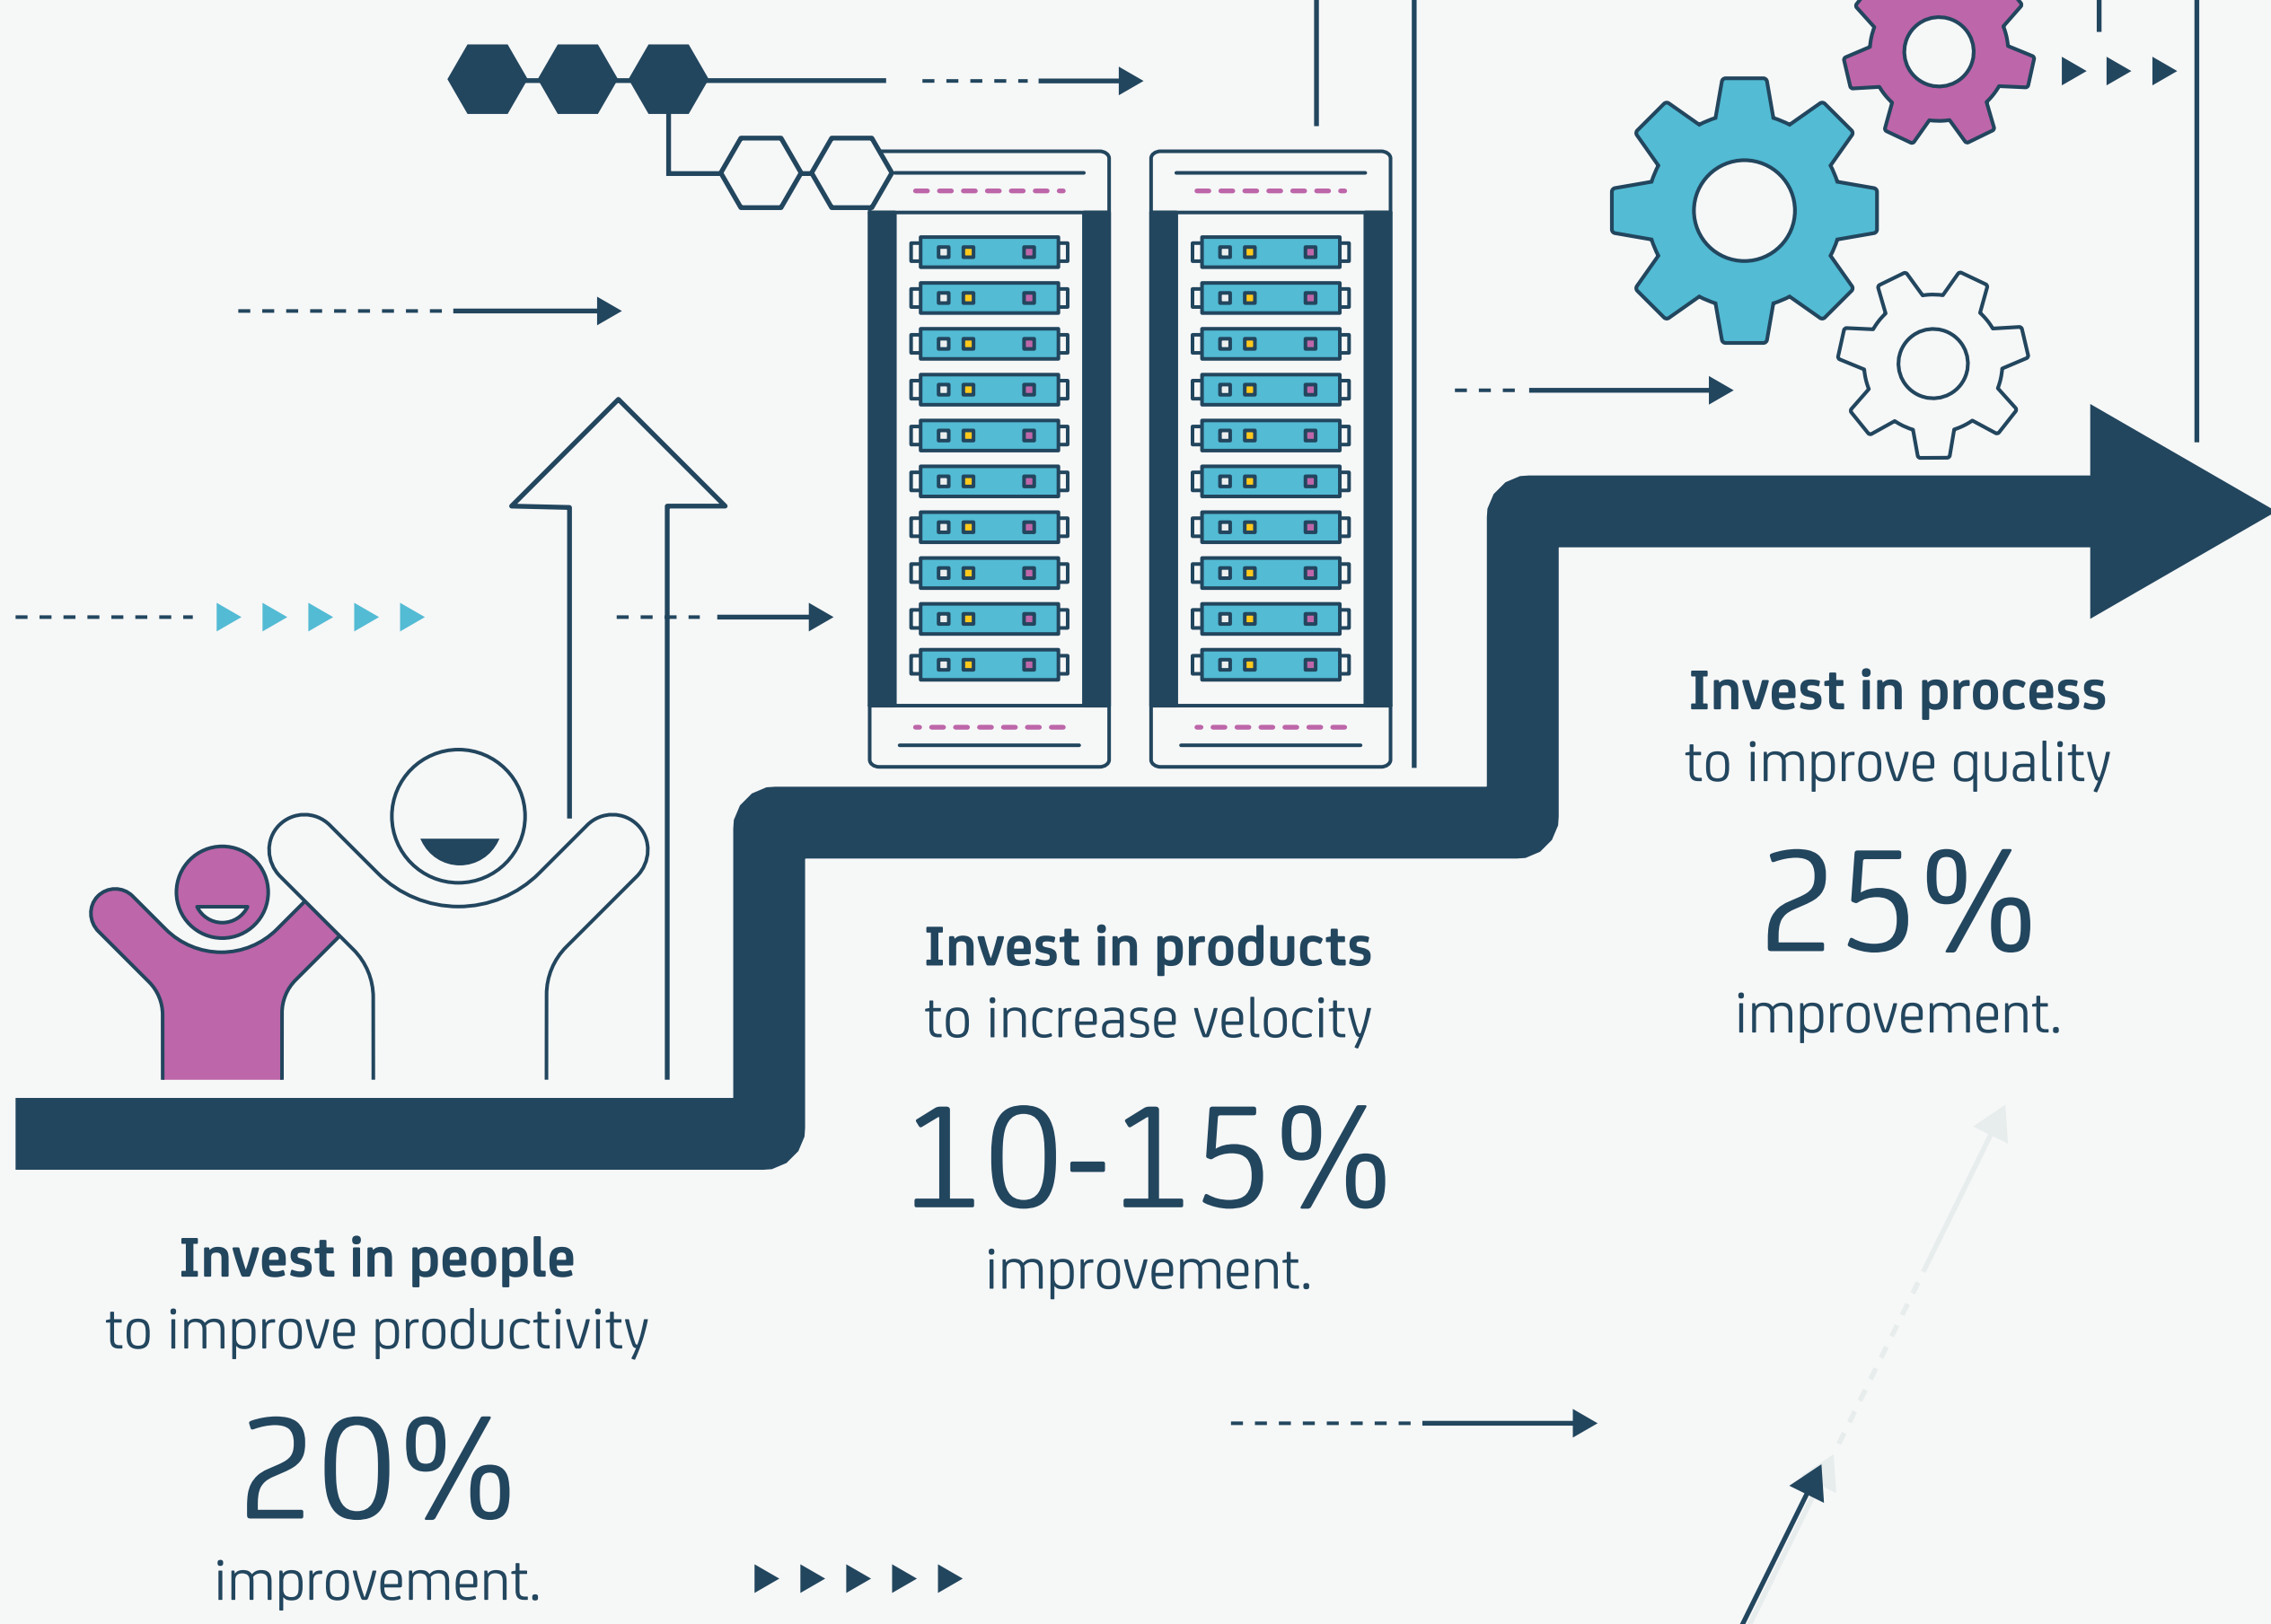 Invest in people
to improve productivity
20%
improvement.
Invest in products
to increase velocity
10-15%
improvement.
Invest in process
to improve quality
25%
improvement.